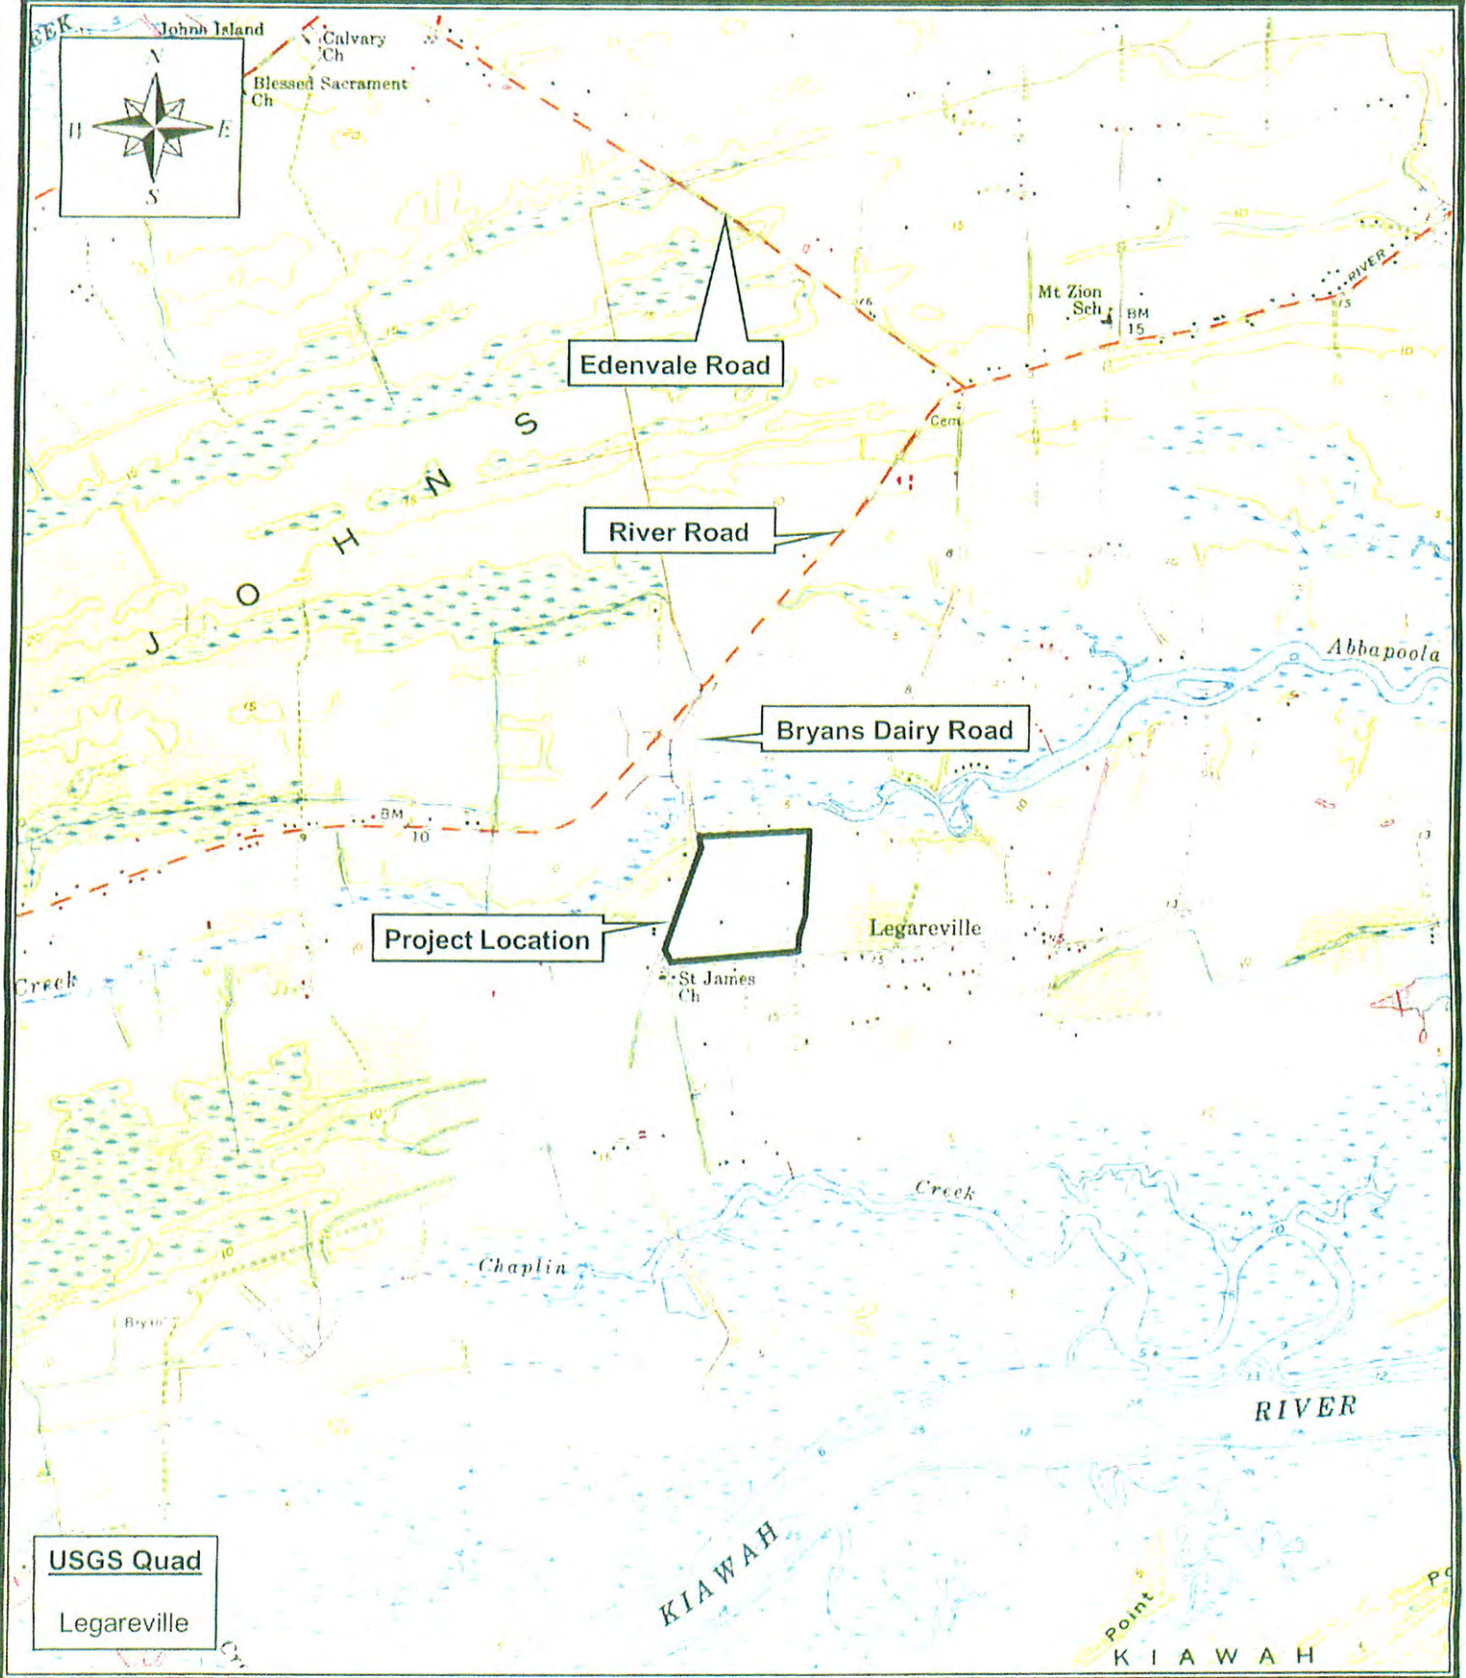 Johns Island
Calvary
Ch
Blessed Sacrament
Ch
N
W
E
S
Mt Zion
Sch
BM
15
RIVER
15
Edenvale Road
Cem
J O H N S
River Road
Abbapoola
Bryans Dairy Road
BM
9
10
Project Location
Legareville
St James
Ch
Creek
Creek
Chaplin
RIVER
KIAWAH
USGS Quad
Legareville
Point
KIAWAH